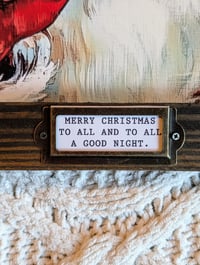 MERRY CHRISTMAS
TO ALL AND TO ALL
A GOOD NIGHT.